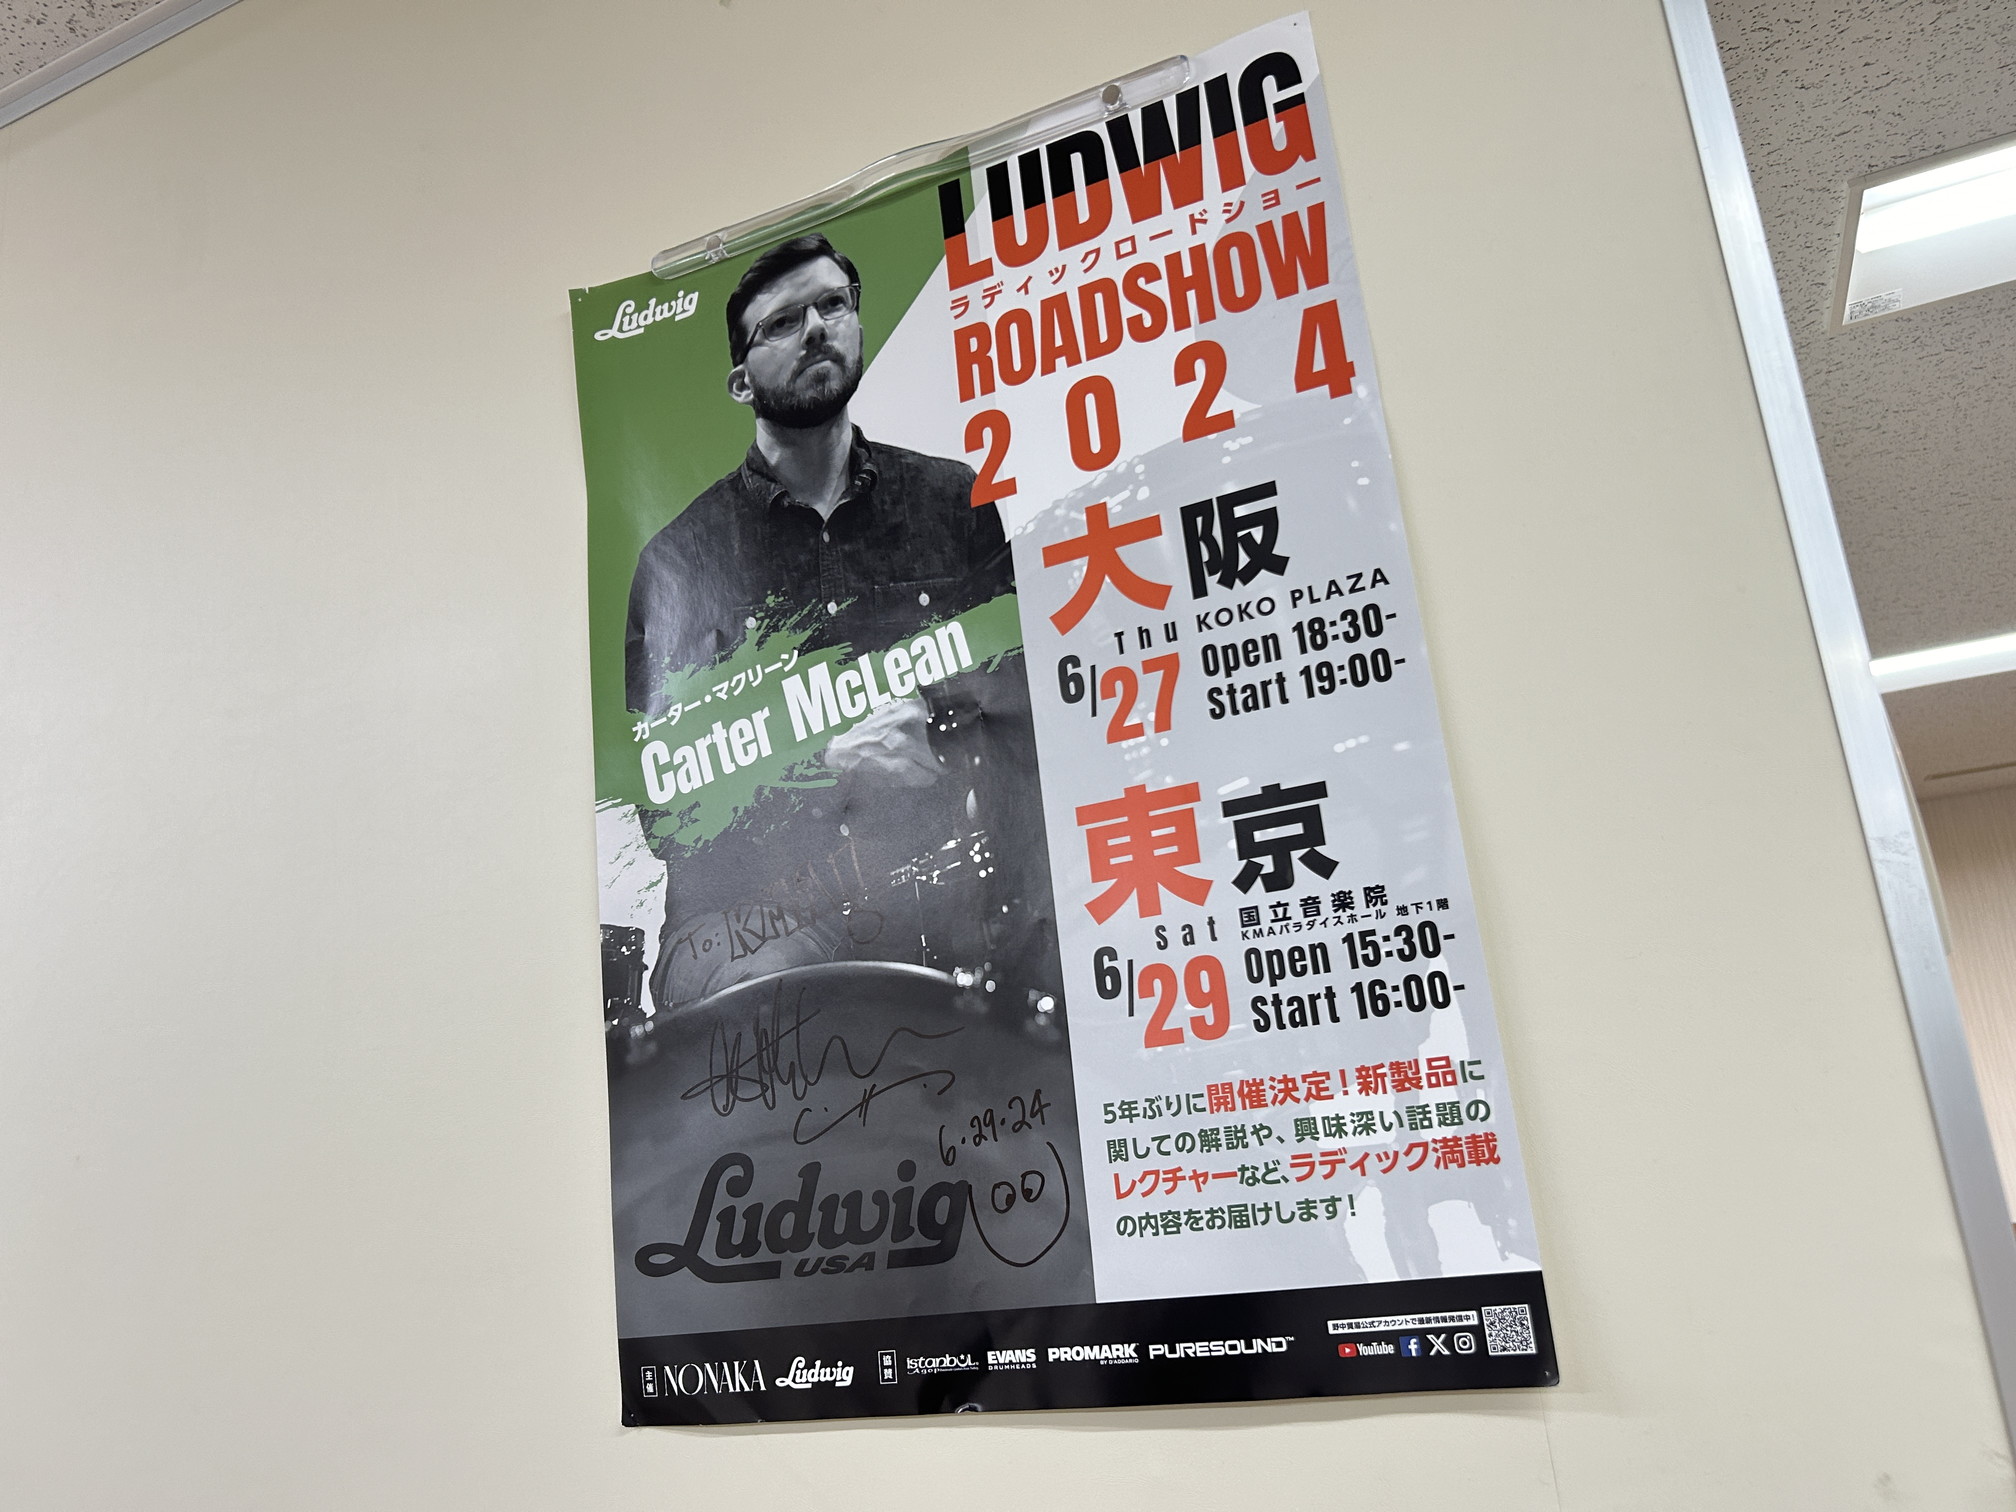 Ludwig
LUDWIG
ラディックロードショー
ROADSHOW
2024
カーター・マクリーン
Carter McLean
大阪
KOKO PLAZA
Thu
6/27
Open 18:30-
Start 19:00-
東京
国立音楽院
KMAパラダイスホール 地下1階
Sat
6/29
Open 15:30-
Start 16:00-
5年ぶりに開催決定！新製品に
関しての解説や、興味深い話題の
レクチャーなど、ラディック満載
の内容をお届けします！
To: KMA
6.29.24
Ludwig
USA
主催 NONAKA Ludwig
協賛 istanbul Agop EVANS DRUMHEADS PROMARK BY D'ADDARIO PURESOUND™
野中貿易公式アカウントで最新情報発信中！
YouTube